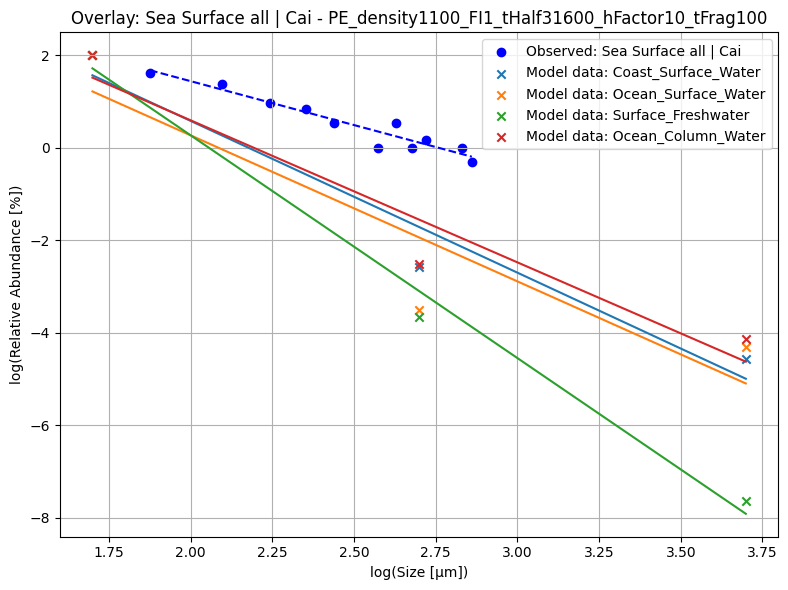 Overlay: Sea Surface all | Cai - PE_density1100_FI1_tHalf31600_hFactor10_tFrag100
Observed: Sea Surface all | Cai
Model data: Coast_Surface_Water
Model data: Ocean_Surface_Water
Model data: Surface_Freshwater
Model data: Ocean_Column_Water
log(Relative Abundance [%])
2
0
−2
−4
−6
−8
1.75
2.00
2.25
2.50
2.75
3.00
3.25
3.50
3.75
log(Size [µm])